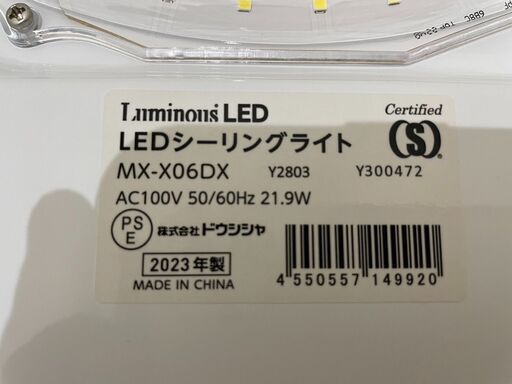 Luminous LED
Certified
LEDシーリングライト
(S)
MX-X06DX Y2803 Y300472
AC100V 50/60Hz 21.9W
PS
E
株式会社ドウシシャ
2023年製
MADE IN CHINA
4 550557 149920